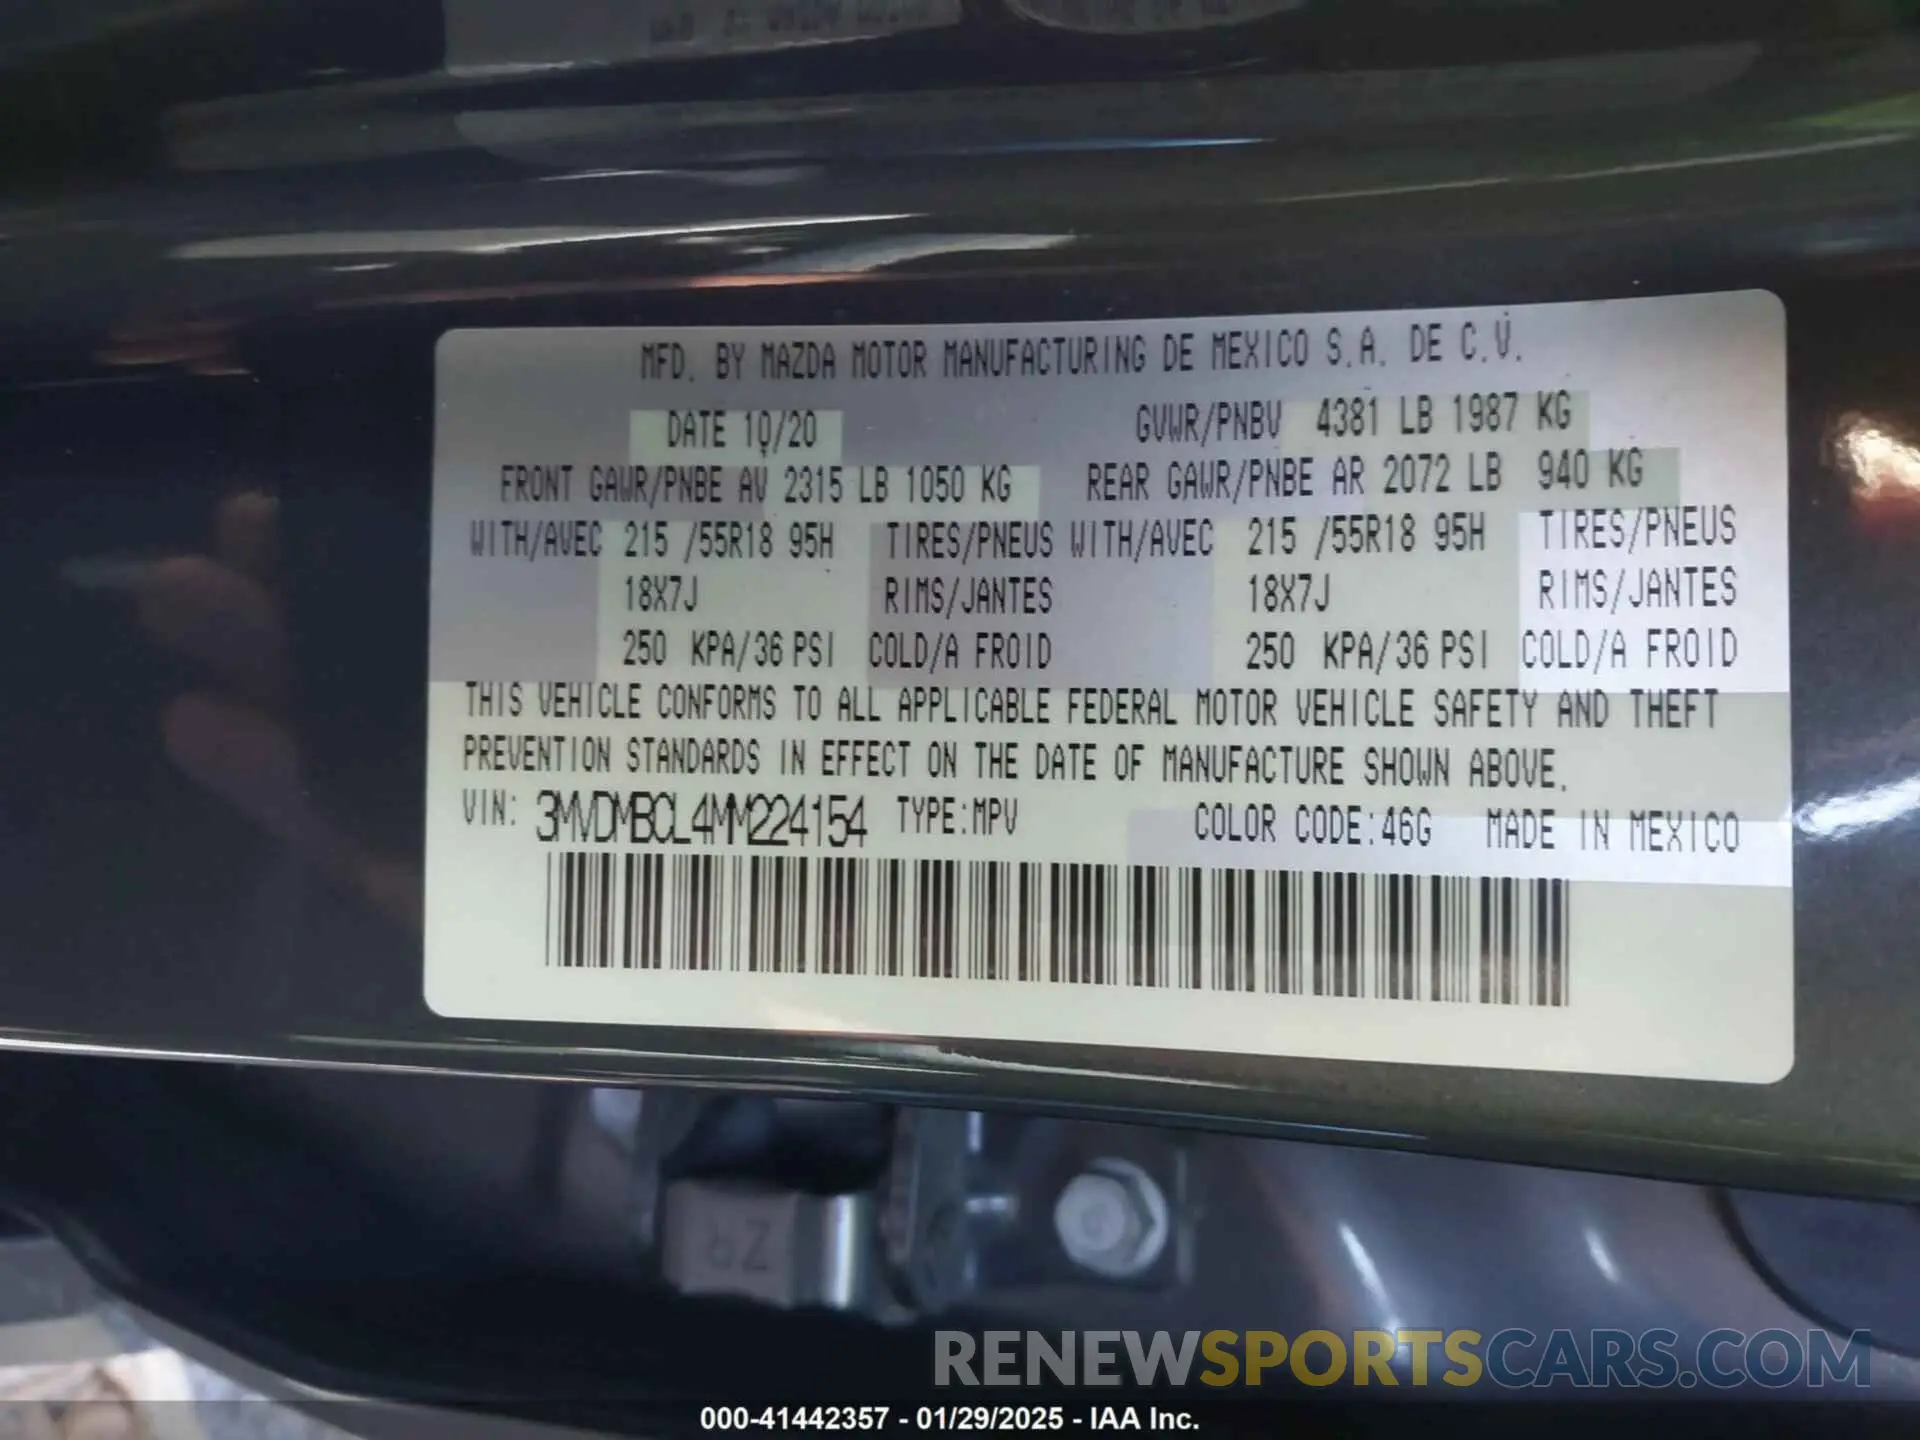 MFD. BY MAZDA MOTOR MANUFACTURING DE MEXICO S.A. DE C.V.
DATE 10/20 GVWR/PNBV 4381 LB 1987 KG
FRONT GAWR/PNBE AV 2315 LB 1050 KG REAR GAWR/PNBE AR 2072 LB 940 KG
WITH/AVEC 215 /55R18 95H TIRES/PNEUS WITH/AVEC 215 /55R18 95H TIRES/PNEUS
18X7J RIMS/JANTES 18X7J RIMS/JANTES
250 KPA/36 PSI COLD/A FROID 250 KPA/36 PSI COLD/A FROID
THIS VEHICLE CONFORMS TO ALL APPLICABLE FEDERAL MOTOR VEHICLE SAFETY AND THEFT
PREVENTION STANDARDS IN EFFECT ON THE DATE OF MANUFACTURE SHOWN ABOVE.
VIN: 3MVDMBCL4MM224154 TYPE:MPV COLOR CODE:46G MADE IN MEXICO
RENEWSPORTSCARS.COM
000-41442357 - 01/29/2025 - IAA Inc.